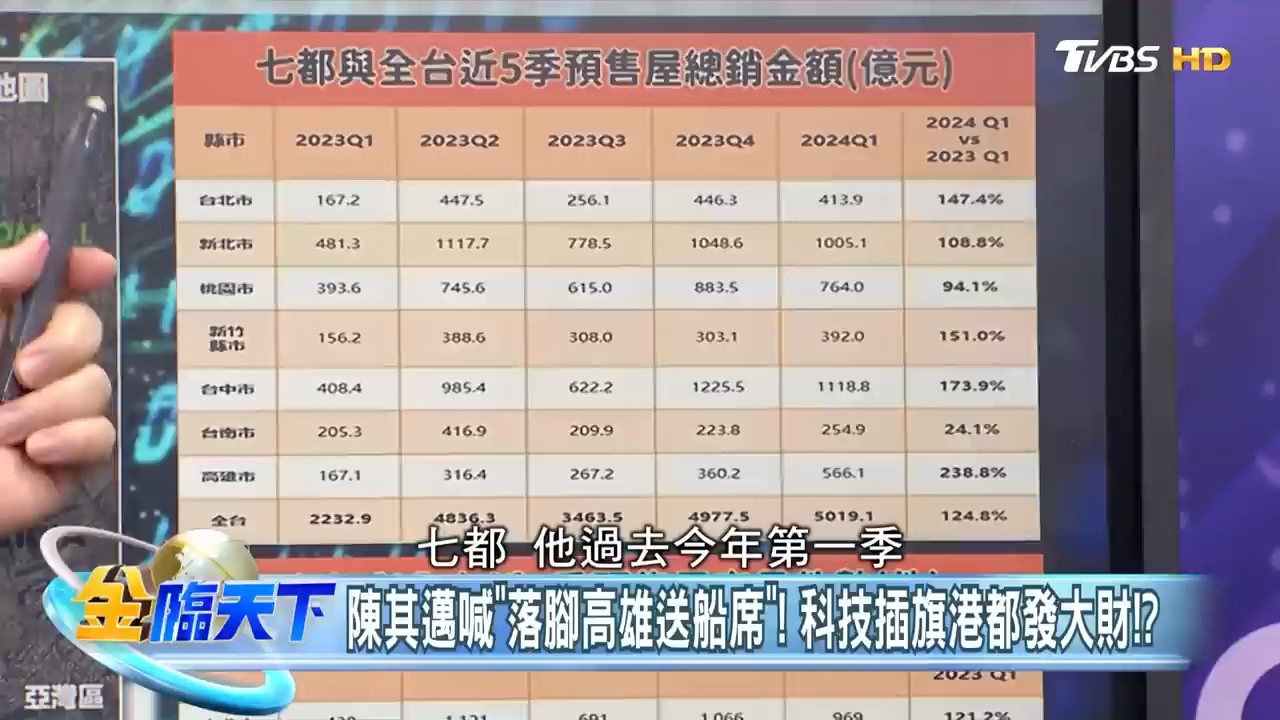 七都與全台近5季預售屋總銷金額(億元)
TVBS HD
地圖
縣市 2023Q1 2023Q2 2023Q3 2023Q4 2024Q1 2024 Q1 vs 2023 Q1
台北市 167.2 447.5 256.1 446.3 413.9 147.4%
新北市 481.3 1117.7 778.5 1048.6 1005.1 108.8%
桃園市 393.6 745.6 615.0 883.5 764.0 94.1%
新竹縣市 156.2 388.6 308.0 303.1 392.0 151.0%
台中市 408.4 985.4 622.2 1225.5 1118.8 173.9%
台南市 205.3 416.9 209.9 223.8 254.9 24.1%
高雄市 167.1 316.4 267.2 360.2 566.1 238.8%
全台 2232.9 4836.3 3463.5 4977.5 5019.1 124.8%
七都 他過去今年第一季
金臨天下
陳其邁喊"落腳高雄送船席"! 科技插旗港都發大財!?
亞灣區
2023 Q1
1,066 969 121.2%